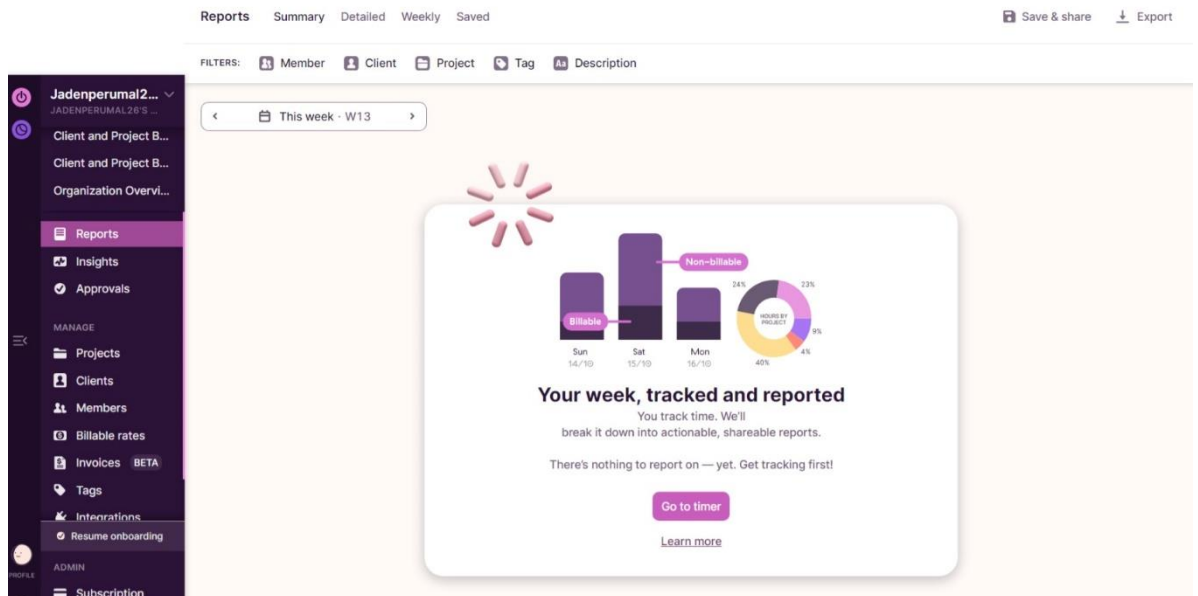 Reports Summary Detailed Weekly Saved Save & share Export
FILTERS: Member Client Project Tag Aa Description
Jadenperumal2...
JADENPERUMAL26'S ...
Client and Project B...
Client and Project B...
Organization Overvi...
Reports
Insights
Approvals
MANAGE
Projects
Clients
Members
Billable rates
Invoices BETA
Tags
Integrations
Resume onboarding
PROFILE
ADMIN
Subscription
This week · W13
Non-billable
Billable
Sun Sat Mon
14/10 15/10 16/10
24% 23%
HOURS BY
PROJECT
9%
4%
40%
Your week, tracked and reported
You track time. We'll
break it down into actionable, shareable reports.
There's nothing to report on — yet. Get tracking first!
Go to timer
Learn more